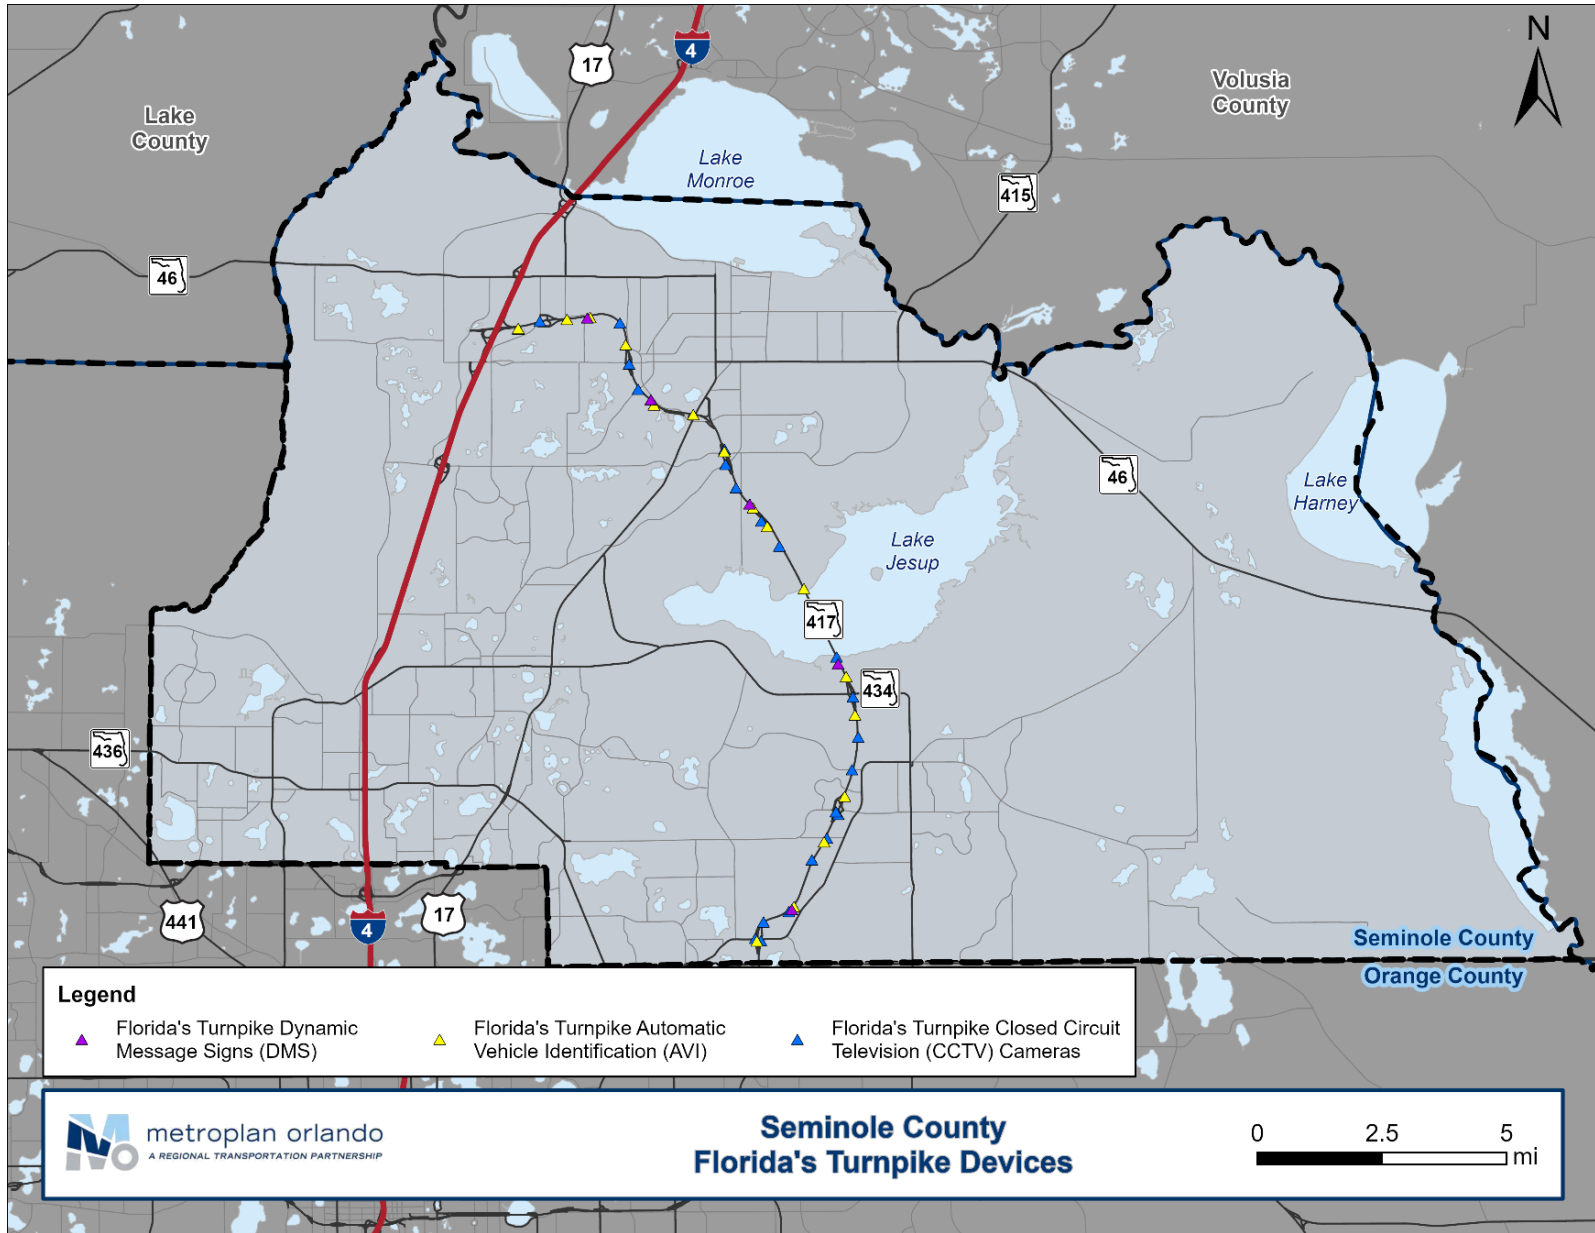 N
4
17
Lake
County
Volusia
County
Lake
Monroe
415
46
46
Lake
Harney
Lake
Jesup
417
434
436
441
17
4
Seminole County
Orange County
Legend
Florida's Turnpike Dynamic
Message Signs (DMS)
Florida's Turnpike Automatic
Vehicle Identification (AVI)
Florida's Turnpike Closed Circuit
Television (CCTV) Cameras
metroplan orlando
A REGIONAL TRANSPORTATION PARTNERSHIP
Seminole County
Florida's Turnpike Devices
0 2.5 5
mi